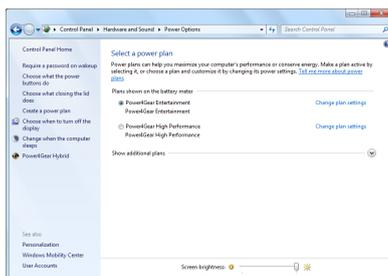 Control Panel ▸ Hardware and Sound ▸ Power Options
Search Control Panel
Control Panel Home
Require a password on wakeup
Choose what the power
buttons do
Choose what closing the lid
does
Create a power plan
Choose when to turn off the
display
Change when the computer
sleeps
Power4Gear Hybrid
See also
Personalization
Windows Mobility Center
User Accounts
Select a power plan
Power plans can help you maximize your computer's performance or conserve energy. Make a plan active by
selecting it, or choose a plan and customize it by changing its power settings. Tell me more about power
plans
Plans shown on the battery meter
Power4Gear Entertainment
Change plan settings
Power4Gear Entertainment
Power4Gear High Performance
Change plan settings
Power4Gear High Performance
Show additional plans
Screen brightness: